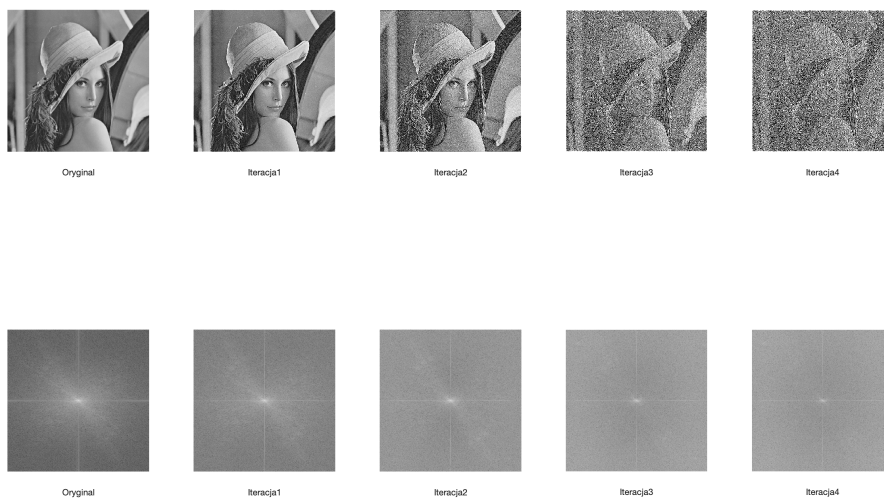 Oryginal
Iteracja1
Iteracja2
Iteracja3
Iteracja4
Oryginal
Iteracja1
Iteracja2
Iteracja3
Iteracja4